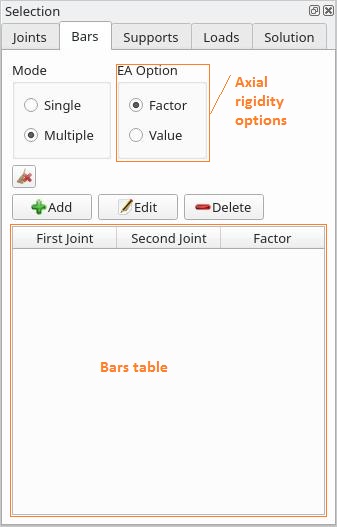 Selection
Joints Bars Supports Loads Solution
Mode EA Option
Single Factor
Multiple Value
Axial
rigidity
options
Add Edit Delete
First Joint Second Joint Factor
Bars table